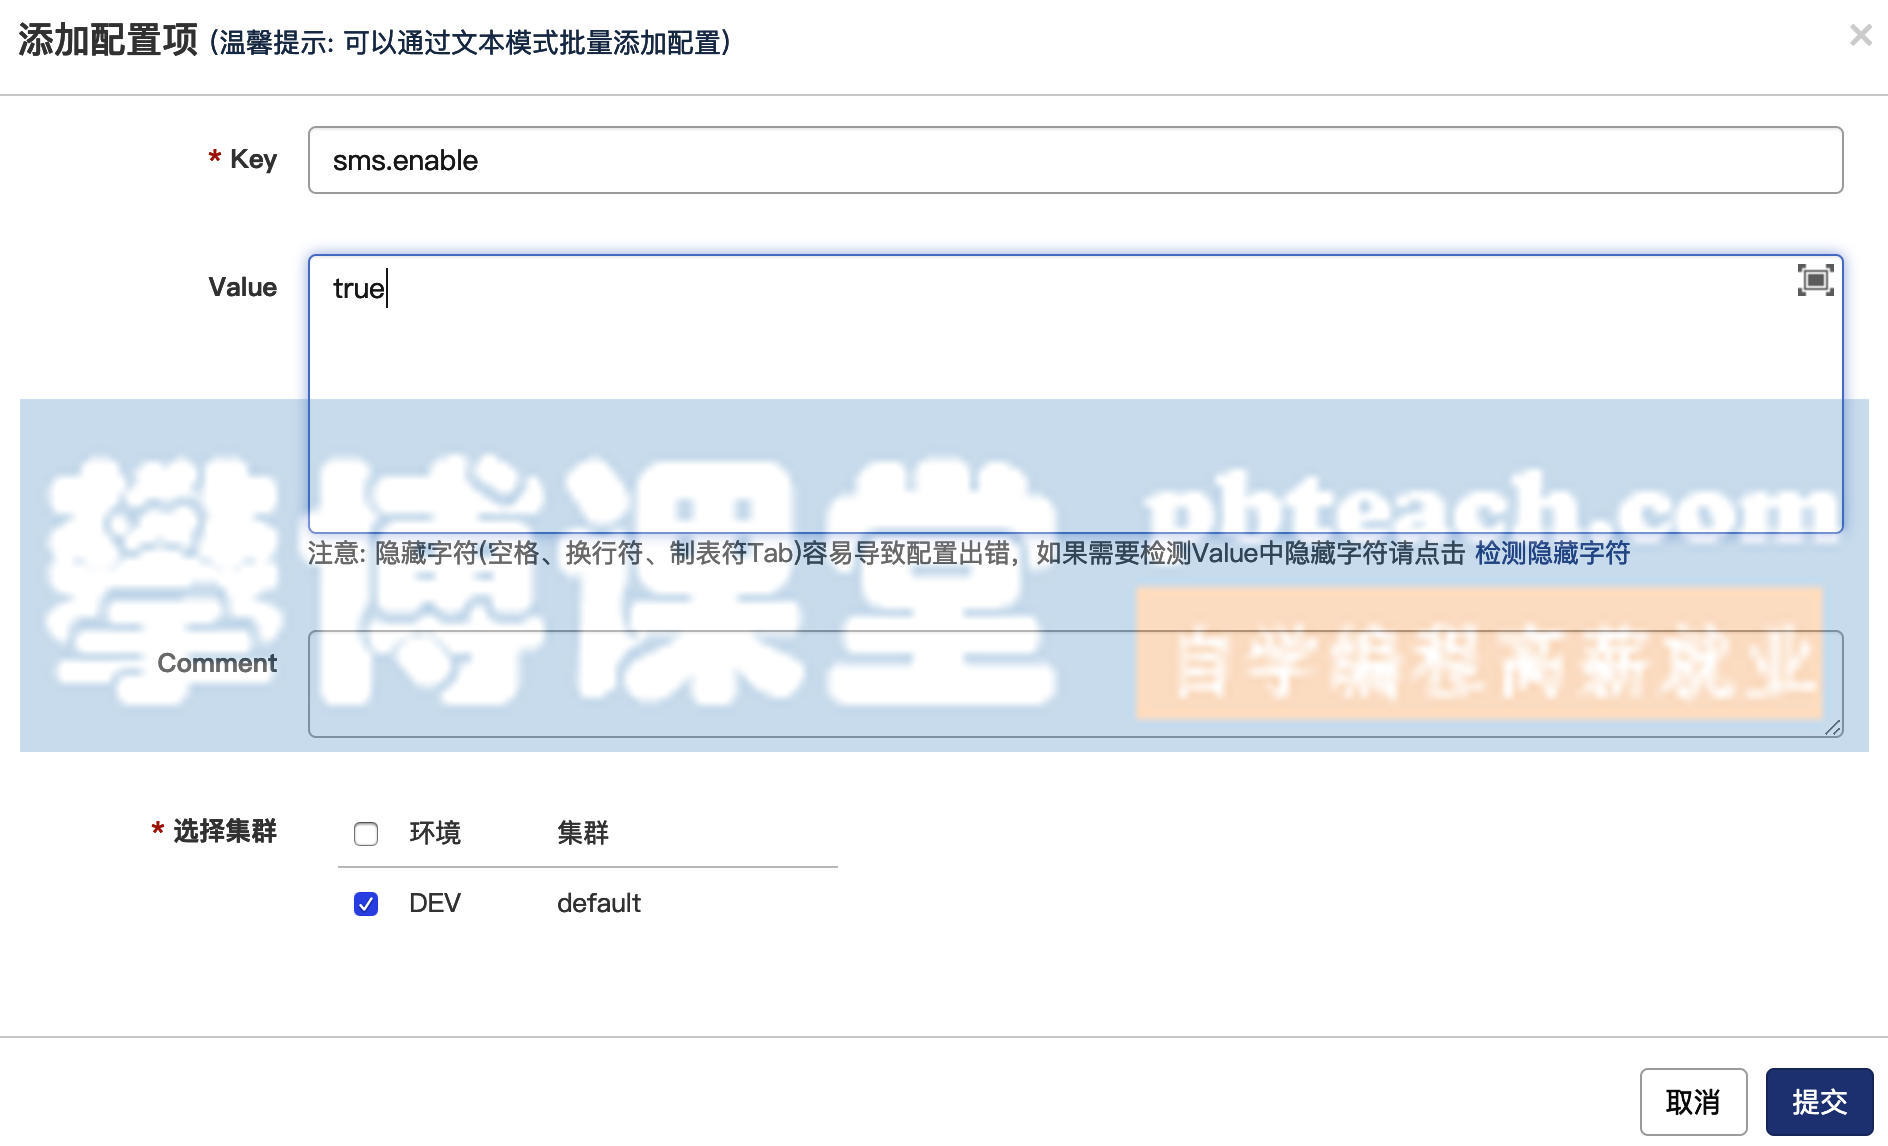 添加配置项 (温馨提示: 可以通过文本模式批量添加配置)
×
* Key
sms.enable
Value
true
注意: 隐藏字符(空格、换行符、制表符Tab)容易导致配置出错，如果需要检测Value中隐藏字符请点击 检测隐藏字符
攀博课堂
pbteach.com
自学编程高薪就业
Comment
* 选择集群
环境 集群
DEV default
取消 提交